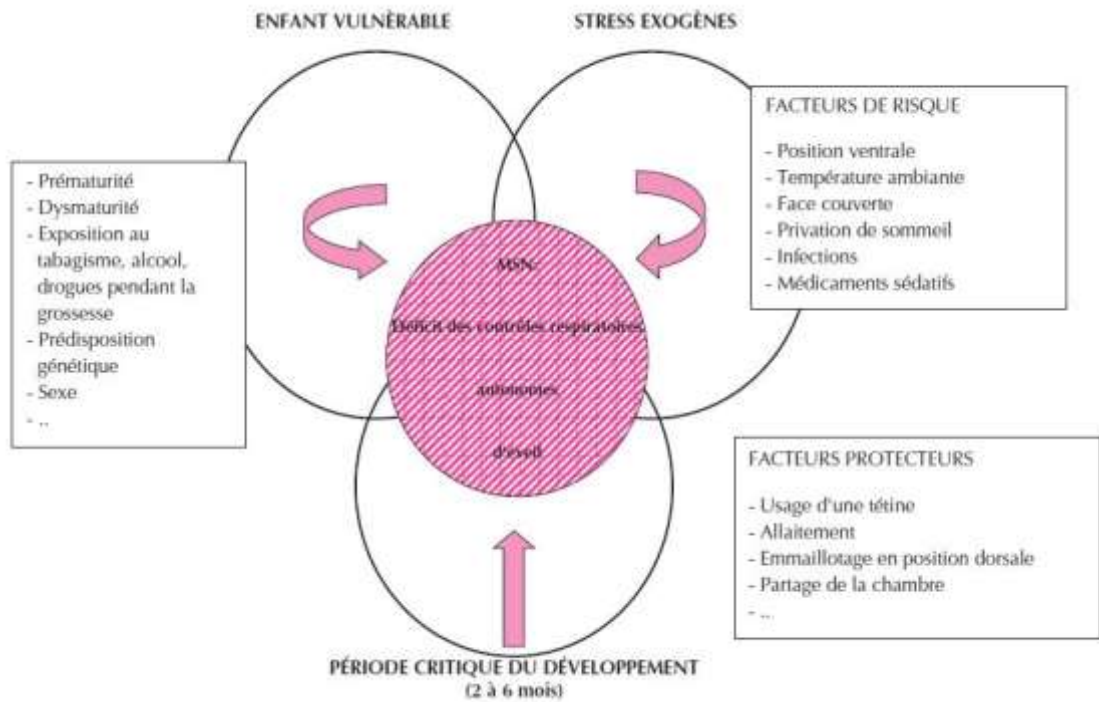 ENFANT VULNÈRABLE
STRESS EXOGÈNES
- Prématurité
- Dysmaturité
- Exposition au
tabagisme, alcool,
drogues pendant la
grossesse
- Prédisposition
génétique
- Sexe
- ..
FACTEURS DE RISQUE
- Position ventrale
- Température ambiante
- Face couverte
- Privation de sommeil
- Infections
- Médicaments sédatifs
MSN:
Déficit des contrôles respiratoires,
autonomes,
d'éveil
FACTEURS PROTECTEURS
- Usage d'une tétine
- Allaitement
- Emmaillotage en position dorsale
- Partage de la chambre
- ...
PÉRIODE CRITIQUE DU DÉVELOPPEMENT
(2 à 6 mois)